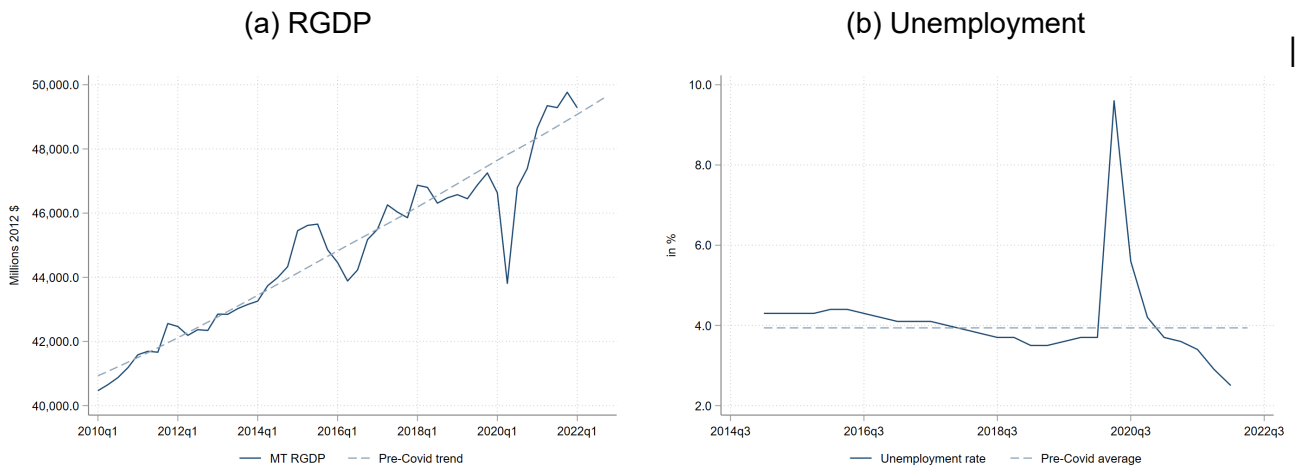 (a) RGDP
50,000.0
48,000.0
46,000.0
44,000.0
42,000.0
40,000.0
Millions 2012 $
2010q1 2012q1 2014q1 2016q1 2018q1 2020q1 2022q1
MT RGDP Pre-Covid trend
(b) Unemployment
10.0
8.0
6.0
4.0
2.0
in %
2014q3 2016q3 2018q3 2020q3 2022q3
Unemployment rate Pre-Covid average